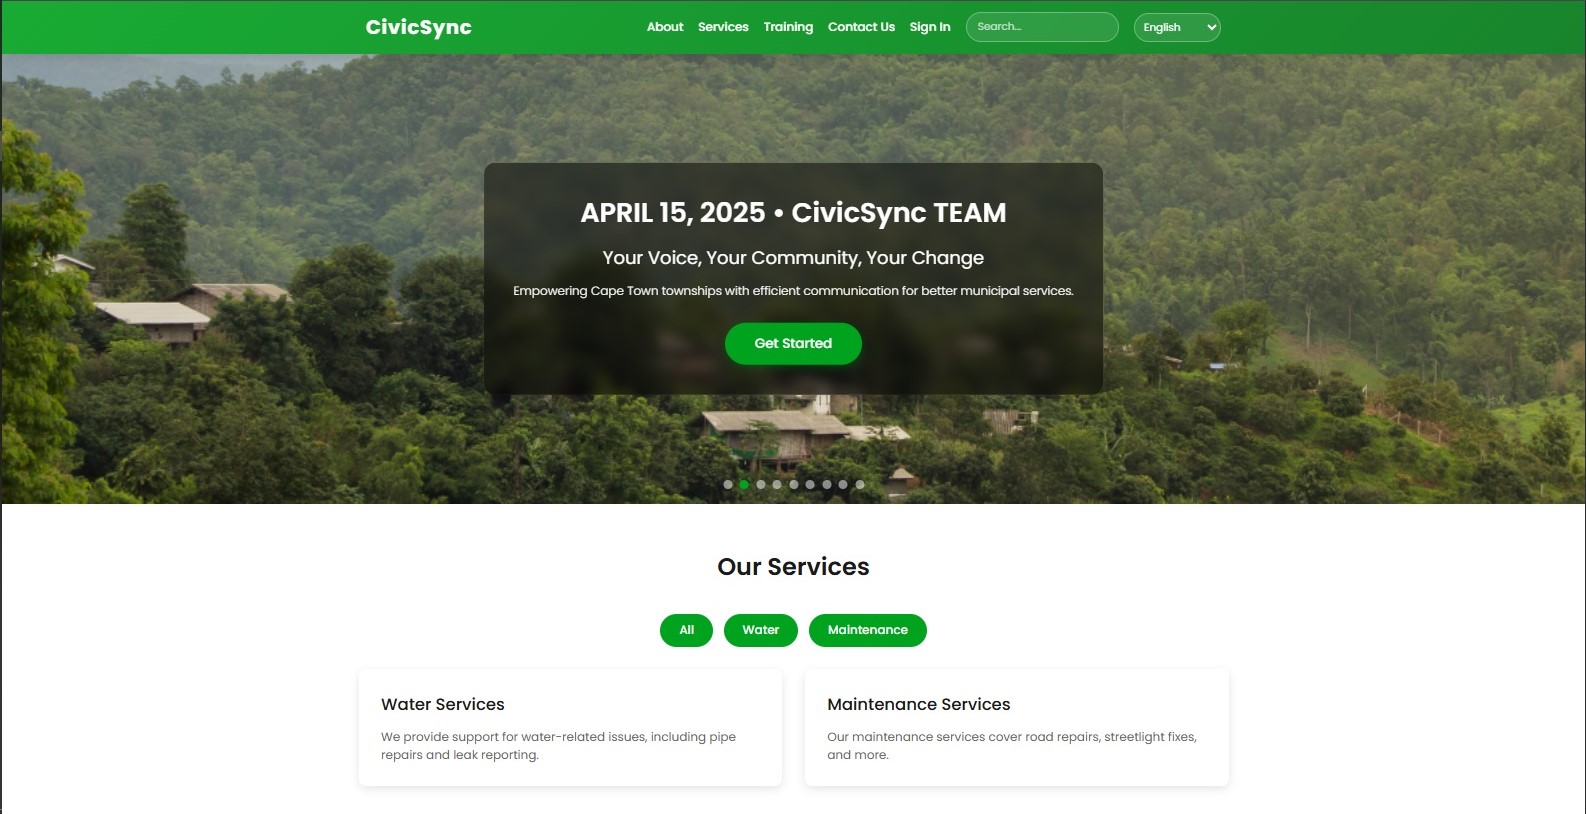 CivicSync
About Services Training Contact Us Sign In Search... English
APRIL 15, 2025 • CivicSync TEAM
Your Voice, Your Community, Your Change
Empowering Cape Town townships with efficient communication for better municipal services.
Get Started
Our Services
All Water Maintenance
Water Services
We provide support for water-related issues, including pipe
repairs and leak reporting.
Maintenance Services
Our maintenance services cover road repairs, streetlight fixes,
and more.